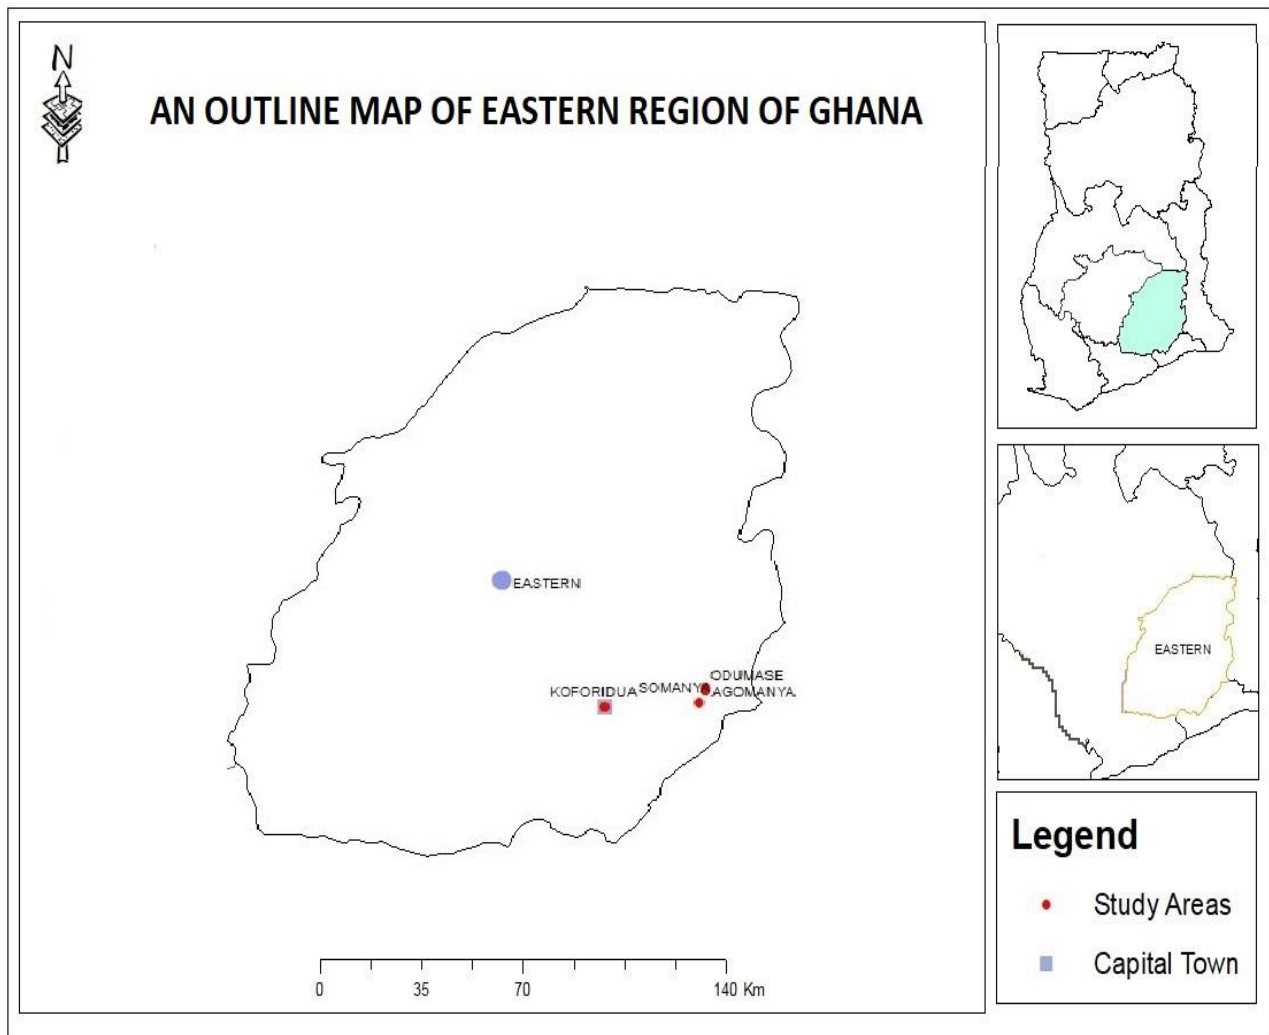 N
AN OUTLINE MAP OF EASTERN REGION OF GHANA
EASTERN
ODUMASE
KOFORIDUA SOMANYA AGOMANYA
0 35 70 140 Km
EASTERN
Legend
Study Areas
Capital Town